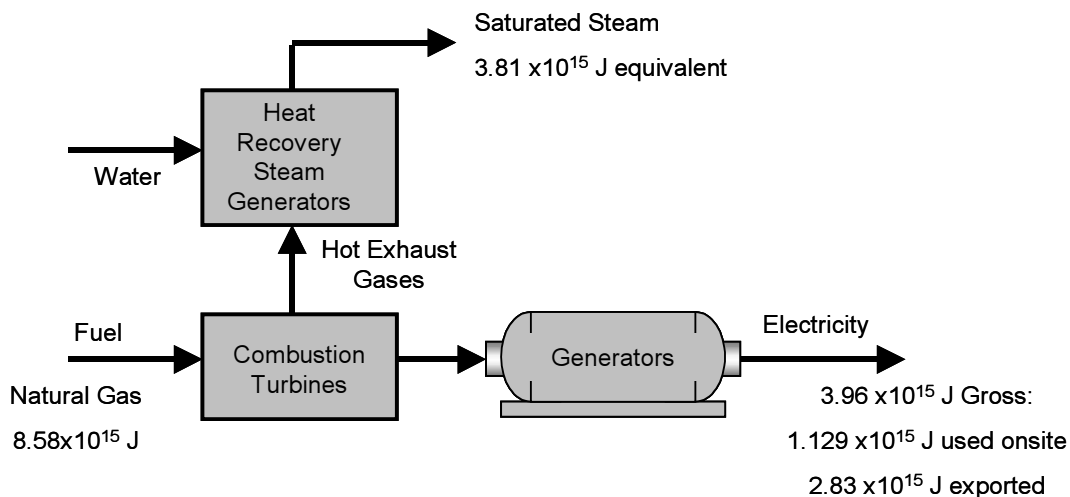 Saturated Steam
3.81 x10¹⁵ J equivalent
Heat
Recovery
Steam
Generators
Water
Hot Exhaust
Gases
Fuel
Combustion
Turbines
Generators
Electricity
Natural Gas
8.58x10¹⁵ J
3.96 x10¹⁵ J Gross:
1.129 x10¹⁵ J used onsite
2.83 x10¹⁵ J exported